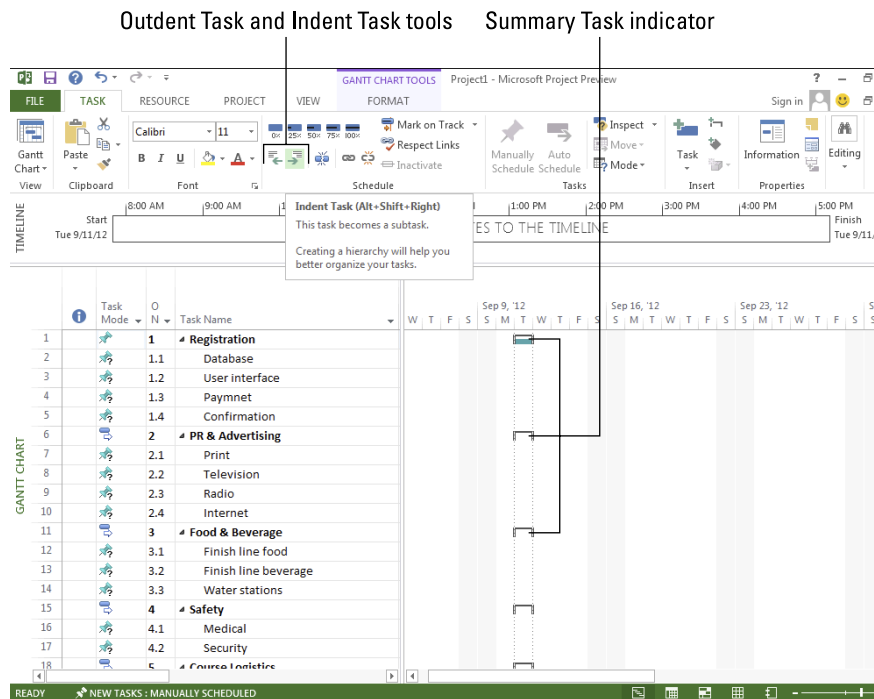 Outdent Task and Indent Task tools Summary Task indicator
GANTT CHART TOOLS Project1 - Microsoft Project Preview ?
FILE TASK RESOURCE PROJECT VIEW FORMAT Sign in
Calibri 11 0% 25% 50% 75% 100% Mark on Track Inspect
Gantt Chart Paste B I U A Respect Links Manually Schedule Auto Schedule Move Task Information Editing
Inactivate Mode
View Clipboard Font Schedule Tasks Insert Properties
Indent Task (Alt+Shift+Right)
This task becomes a subtask.
Creating a hierarchy will help you
better organize your tasks.
TIMELINE
8:00 AM 9:00 AM 1:00 PM 2:00 PM 3:00 PM 4:00 PM 5:00 PM
Start Finish
Tue 9/11/12 ES TO THE TIMELINE Tue 9/11/
Task Mode Task Name
Sep 9, '12 Sep 16, '12 Sep 23, '12
W T F S S M T W T F S S M T W T F S S M T W T F S S
GANTT CHART
1 1 Registration
2 1.1 Database
3 1.2 User interface
4 1.3 Paymnet
5 1.4 Confirmation
6 2 PR & Advertising
7 2.1 Print
8 2.2 Television
9 2.3 Radio
10 2.4 Internet
11 3 Food & Beverage
12 3.1 Finish line food
13 3.2 Finish line beverage
14 3.3 Water stations
15 4 Safety
16 4.1 Medical
17 4.2 Security
18 5 Course Logistics
READY NEW TASKS : MANUALLY SCHEDULED